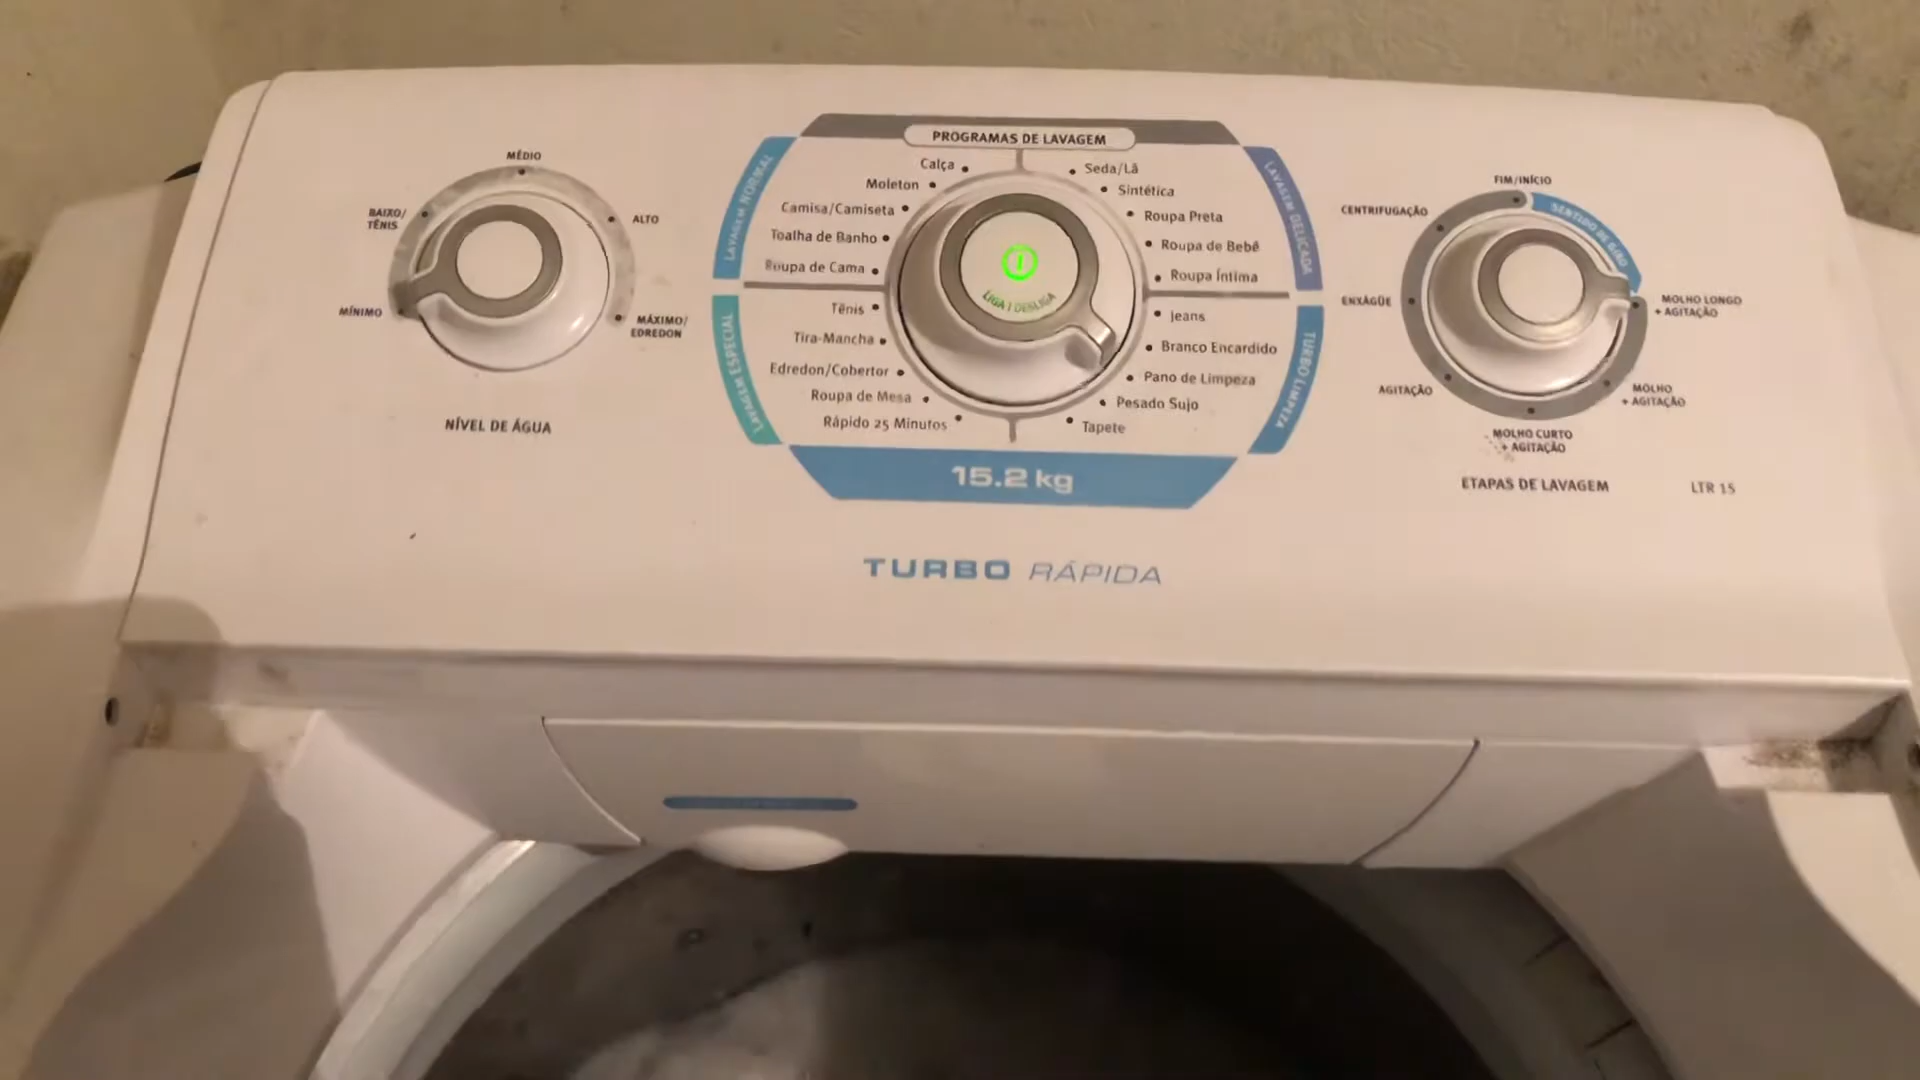 PROGRAMAS DE LAVAGEM
LAVAGEM NORMAL
Calça
Moleton
Camisa/Camiseta
Toalha de Banho
Roupa de Cama
LAVAGEM DELICADA
Seda/Lã
Sintética
Roupa Preta
Roupa de Bebê
Roupa Íntima
LAVAGEM ESPECIAL
Tênis
Tira-Mancha
Edredon/Cobertor
Roupa de Mesa
Rápido 25 Minutos
TURBO LIMPEZA
Jeans
Branco Encardido
Pano de Limpeza
Pesado Sujo
Tapete
LIGA / DESLIGA
15.2 kg
TURBO RÁPIDA
MÉDIO
BAIXO/
TÊNIS
ALTO
MÍNIMO
MÁXIMO/
EDREDON
NÍVEL DE ÁGUA
FIM/INÍCIO
SENTIDO DE GIRO
CENTRIFUGAÇÃO
ENXÁGÜE
MOLHO LONGO
+ AGITAÇÃO
AGITAÇÃO
MOLHO
+ AGITAÇÃO
MOLHO CURTO
+ AGITAÇÃO
ETAPAS DE LAVAGEM
LTR 15